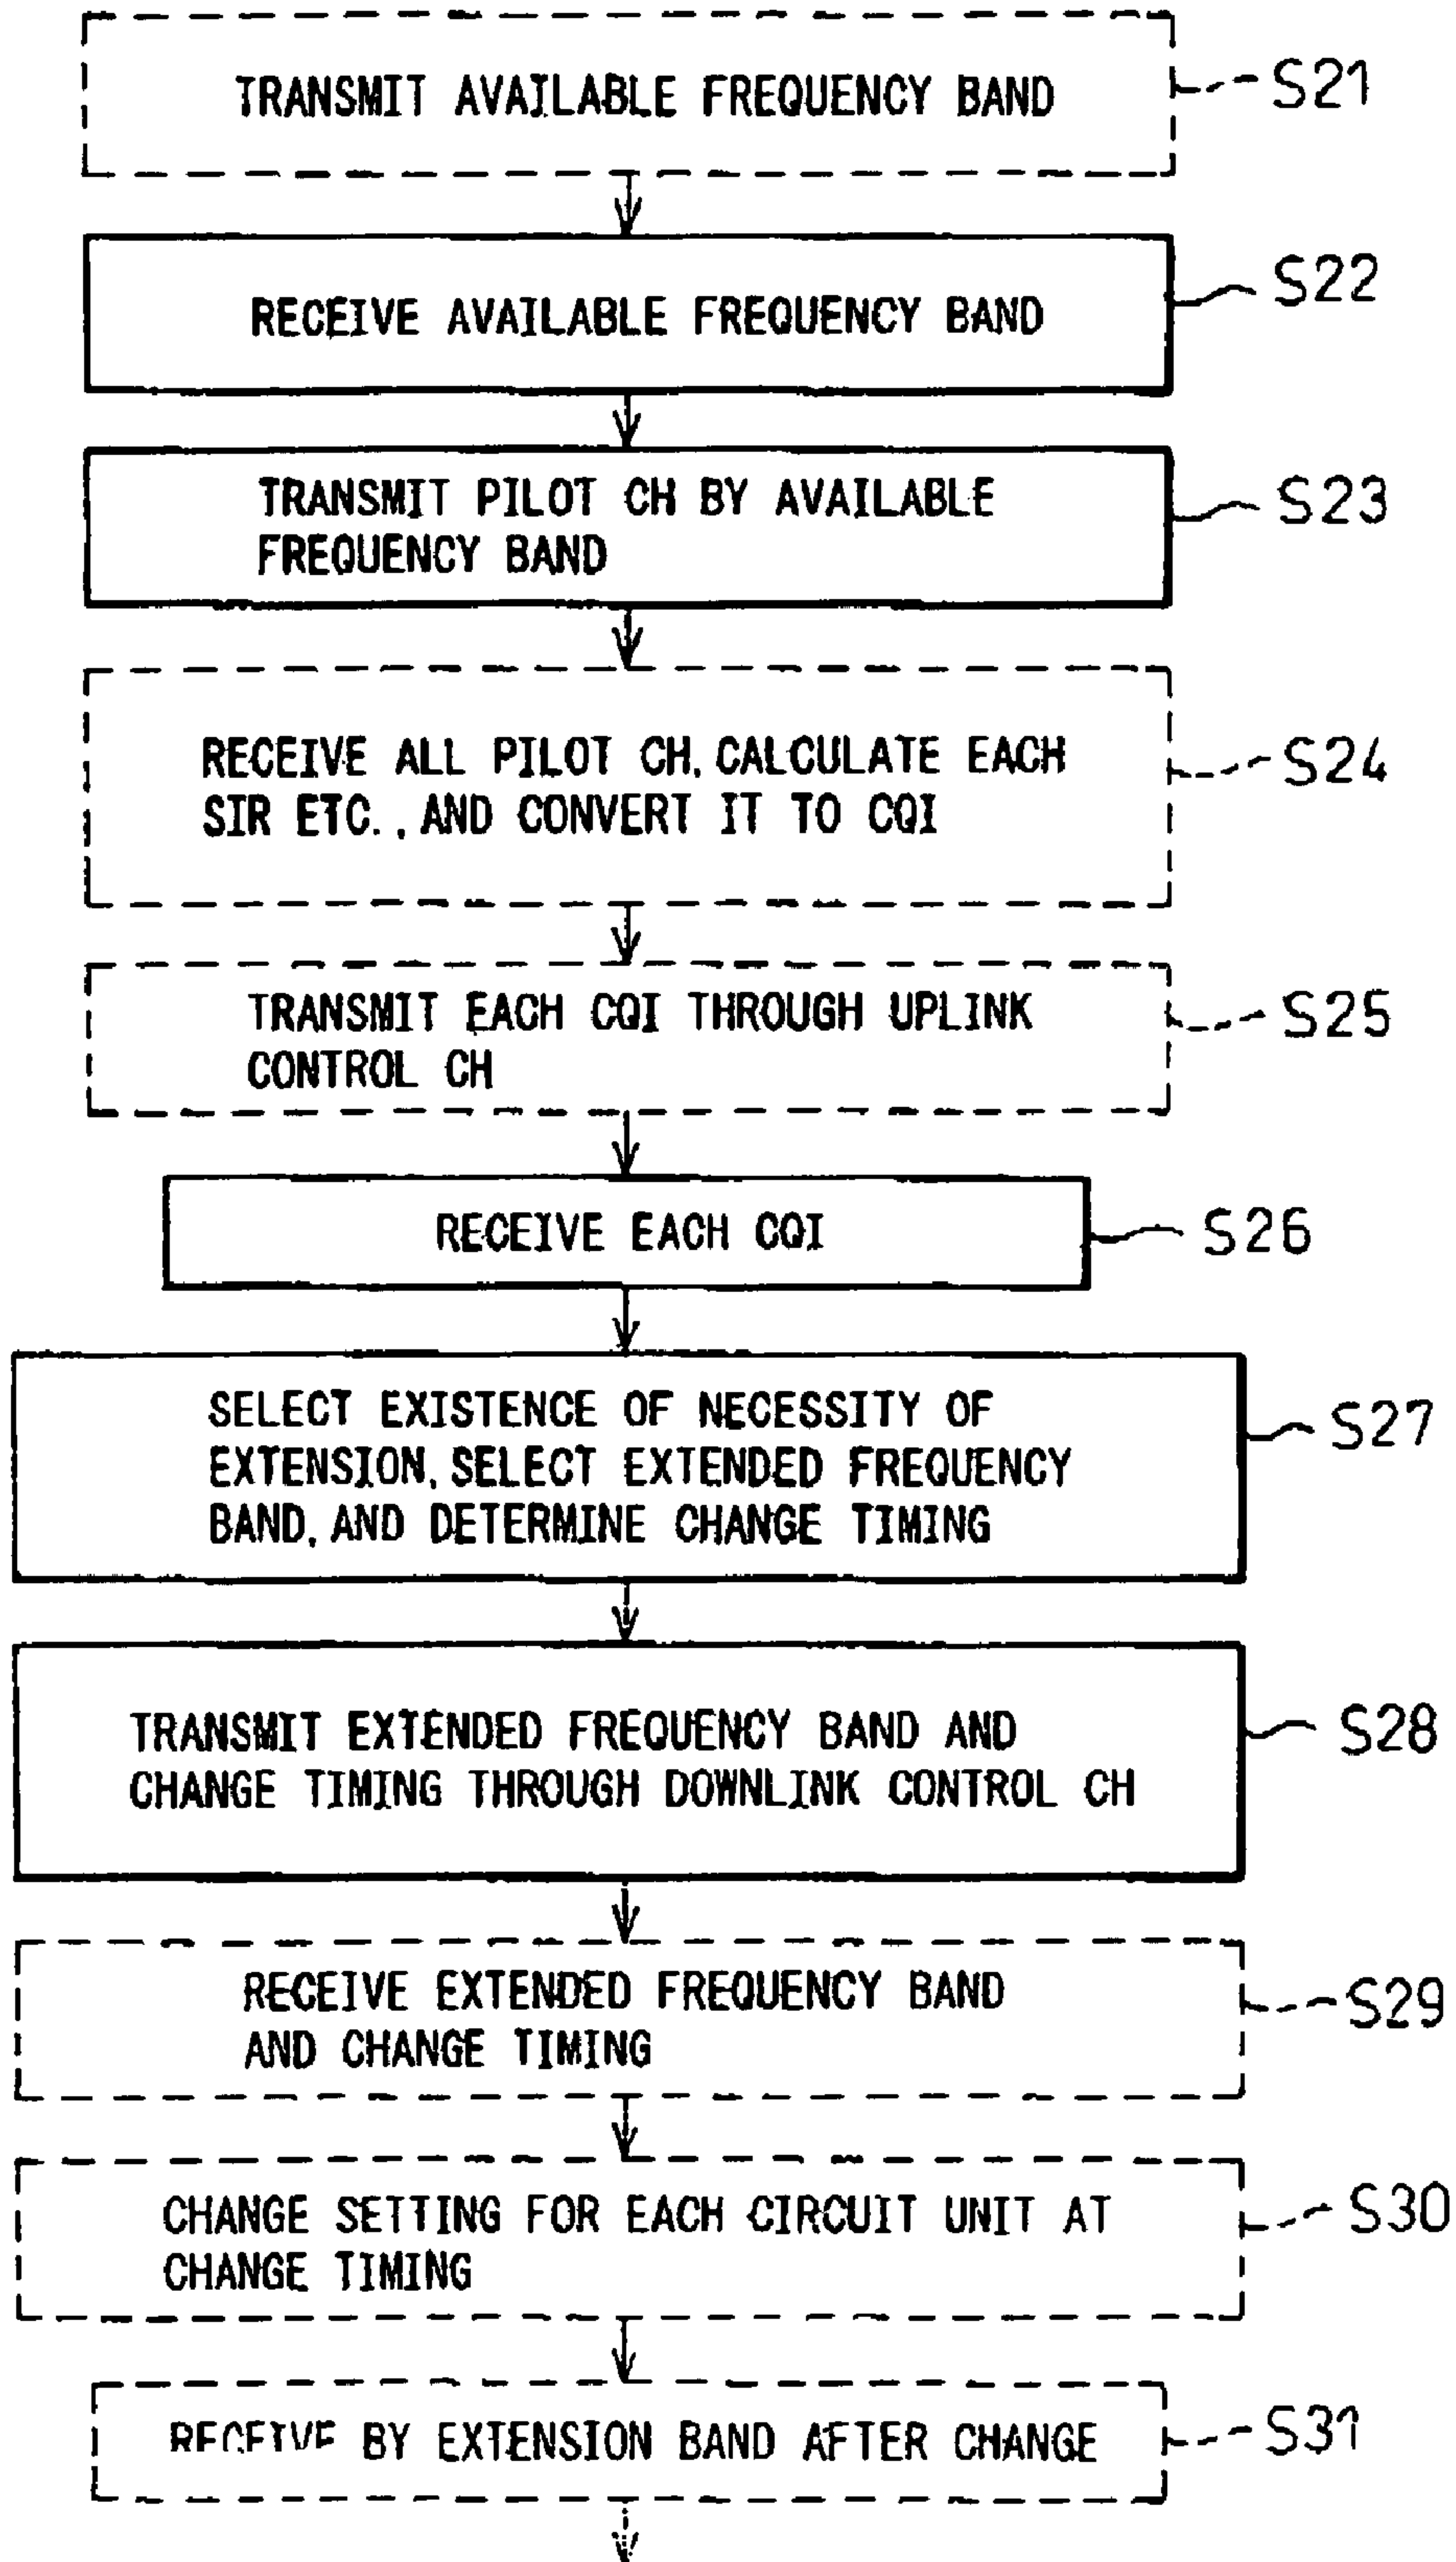 TRANSMIT AVAILABLE FREQUENCY BAND
S21
RECEIVE AVAILABLE FREQUENCY BAND
S22
TRANSMIT PILOT CH BY AVAILABLE
FREQUENCY BAND
S23
RECEIVE ALL PILOT CH, CALCULATE EACH
SIR ETC., AND CONVERT IT TO CQI
S24
TRANSMIT EACH CQI THROUGH UPLINK
CONTROL CH
S25
RECEIVE EACH CQI
S26
SELECT EXISTENCE OF NECESSITY OF
EXTENSION, SELECT EXTENDED FREQUENCY
BAND, AND DETERMINE CHANGE TIMING
S27
TRANSMIT EXTENDED FREQUENCY BAND AND
CHANGE TIMING THROUGH DOWNLINK CONTROL CH
S28
RECEIVE EXTENDED FREQUENCY BAND
AND CHANGE TIMING
S29
CHANGE SETTING FOR EACH CIRCUIT UNIT AT
CHANGE TIMING
S30
RECEIVE BY EXTENSION BAND AFTER CHANGE
S31